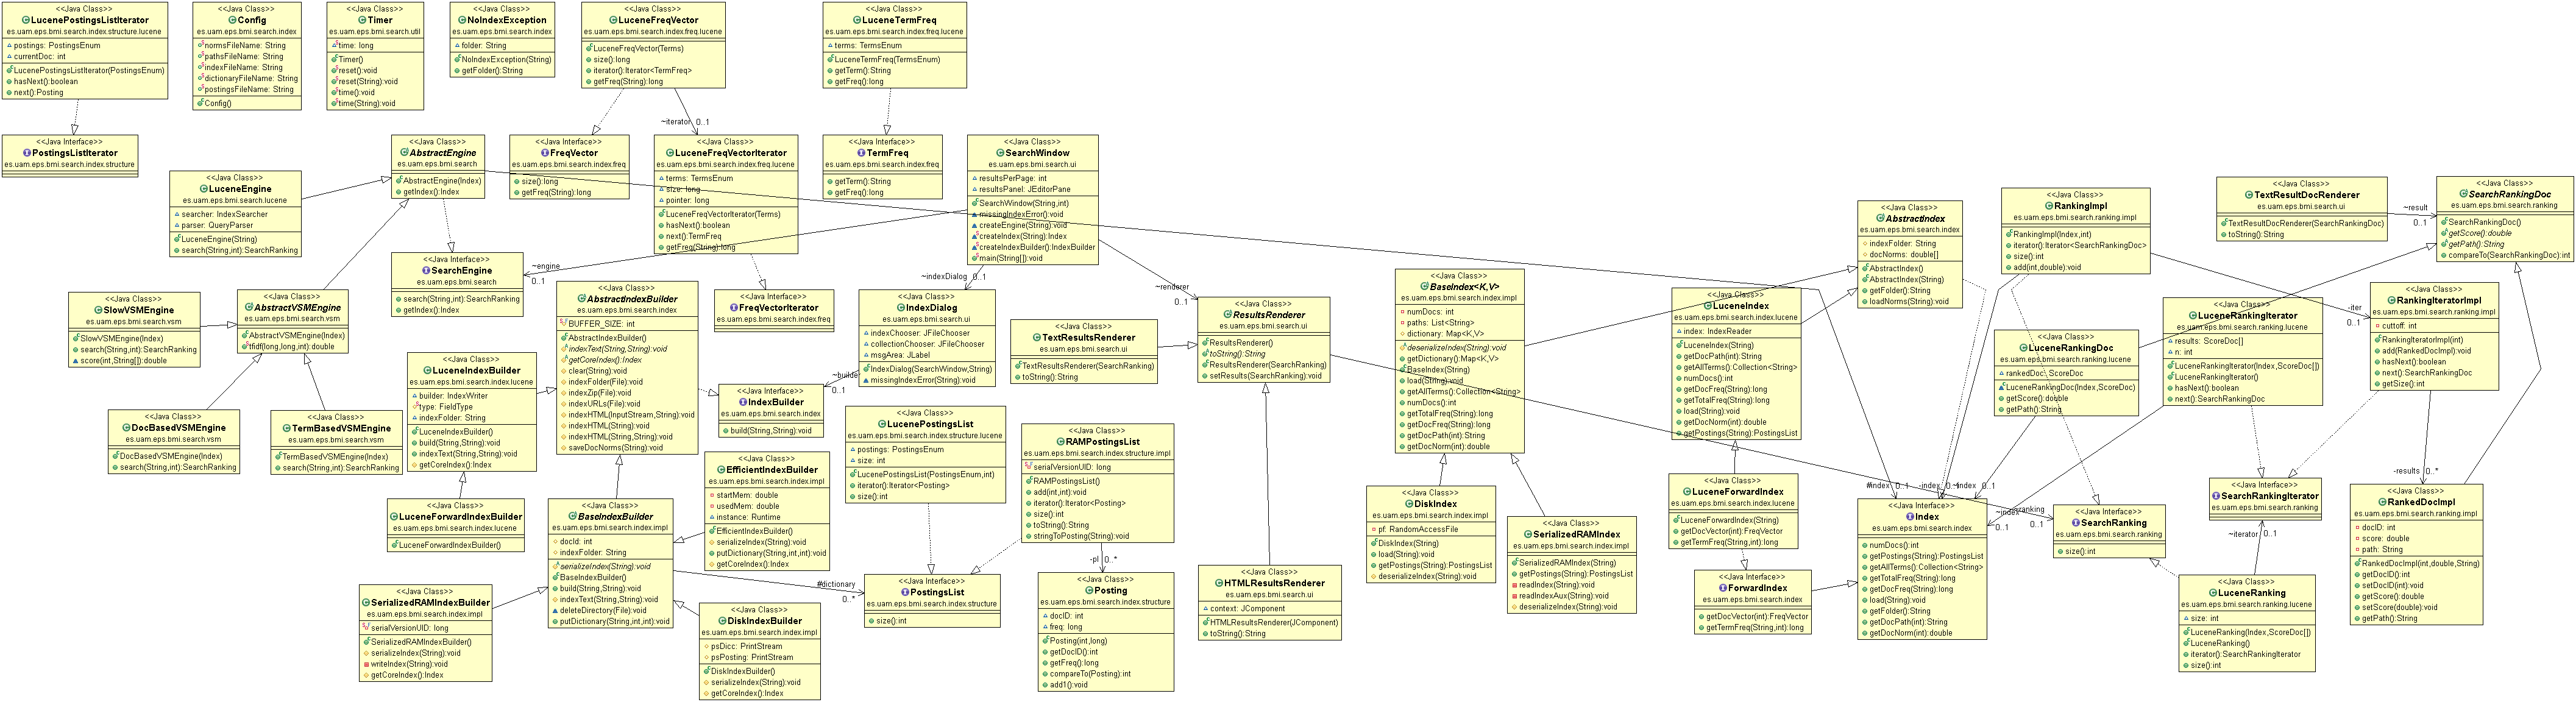 <<Java Class>>
LucenePostingsListIterator
es.uam.eps.bmi.search.index.structure.lucene
postings: PostingsEnum
currentDoc: int
LucenePostingsListIterator(PostingsEnum)
hasNext():boolean
next():Posting
<<Java Class>>
Config
es.uam.eps.bmi.search.index
normsFileName: String
pathsFileName: String
indexFileName: String
dictionaryFileName: String
postingsFileName: String
Config()
<<Java Class>>
Timer
es.uam.eps.bmi.search.util
time: long
Timer()
reset():void
reset(String):void
time():void
time(String):void
<<Java Class>>
NoIndexException
es.uam.eps.bmi.search.index
folder: String
NoIndexException(String)
getFolder():String
<<Java Class>>
LuceneFreqVector
es.uam.eps.bmi.search.index.freq.lucene
LuceneFreqVector(Terms)
size():long
iterator():Iterator<TermFreq>
getFreq(String):long
<<Java Class>>
LuceneTermFreq
es.uam.eps.bmi.search.index.freq.lucene
terms: TermsEnum
LuceneTermFreq(TermsEnum)
getTerm():String
getFreq():long
~iterator 0..1
<<Java Interface>>
PostingsListIterator
es.uam.eps.bmi.search.index.structure
<<Java Class>>
AbstractEngine
es.uam.eps.bmi.search
AbstractEngine(Index)
getIndex():Index
<<Java Interface>>
FreqVector
es.uam.eps.bmi.search.index.freq
size():long
getFreq(String):long
<<Java Class>>
LuceneFreqVectorIterator
es.uam.eps.bmi.search.index.freq.lucene
terms: TermsEnum
size: long
pointer: long
LuceneFreqVectorIterator(Terms)
hasNext():boolean
next():TermFreq
getFreq(String):long
<<Java Interface>>
TermFreq
es.uam.eps.bmi.search.index.freq
getTerm():String
getFreq():long
<<Java Class>>
SearchWindow
es.uam.eps.bmi.search.ui
resultsPerPage: int
resultsPanel: JEditorPane
SearchWindow(String,int)
missingIndexError():void
createEngine(String):void
createIndex(String):Index
createIndexBuilder():IndexBuilder
main(String[]):void
<<Java Class>>
LuceneEngine
es.uam.eps.bmi.search.lucene
searcher: IndexSearcher
parser: QueryParser
LuceneEngine(String)
search(String,int):SearchRanking
<<Java Class>>
AbstractIndex
es.uam.eps.bmi.search.index
indexFolder: String
docNorms: double[]
AbstractIndex()
AbstractIndex(String)
getFolder():String
loadNorms(String):void
<<Java Class>>
RankingImpl
es.uam.eps.bmi.search.ranking.impl
RankingImpl(Index,int)
iterator():Iterator<SearchRankingDoc>
size():int
add(int,double):void
<<Java Class>>
TextResultDocRenderer
es.uam.eps.bmi.search.ui
TextResultDocRenderer(SearchRankingDoc)
toString():String
~result
0..1
<<Java Class>>
SearchRankingDoc
es.uam.eps.bmi.search.ranking
SearchRankingDoc()
getScore():double
getPath():String
compareTo(SearchRankingDoc):int
<<Java Interface>>
SearchEngine
es.uam.eps.bmi.search
search(String,int):SearchRanking
getIndex():Index
~engine
0..1
~indexDialog 0..1
~renderer
0..1
<<Java Class>>
SlowVSMEngine
es.uam.eps.bmi.search.vsm
SlowVSMEngine(Index)
search(String,int):SearchRanking
score(int,String[]):double
<<Java Class>>
AbstractVSMEngine
es.uam.eps.bmi.search.vsm
AbstractVSMEngine(Index)
tfidf(long,long,int):double
<<Java Class>>
AbstractIndexBuilder
es.uam.eps.bmi.search.index
BUFFER_SIZE: int
AbstractIndexBuilder()
indexText(String,String):void
getCoreIndex():Index
clear(String):void
indexFolder(File):void
indexZip(File):void
indexURLs(File):void
indexHTML(InputStream,String):void
indexHTML(String):void
indexHTML(String,String):void
saveDocNorms(String):void
<<Java Interface>>
FreqVectorIterator
es.uam.eps.bmi.search.index.freq
<<Java Class>>
IndexDialog
es.uam.eps.bmi.search.ui
indexChooser: JFileChooser
collectionChooser: JFileChooser
msgArea: JLabel
IndexDialog(SearchWindow,String)
missingIndexError(String):void
~builder
0..1
<<Java Class>>
TextResultsRenderer
es.uam.eps.bmi.search.ui
TextResultsRenderer(SearchRanking)
toString():String
<<Java Class>>
ResultsRenderer
es.uam.eps.bmi.search.ui
ResultsRenderer()
toString():String
ResultsRenderer(SearchRanking)
setResults(SearchRanking):void
<<Java Class>>
BaseIndex<K,V>
es.uam.eps.bmi.search.index.impl
numDocs: int
paths: List<String>
dictionary: Map<K,V>
deserializeIndex(String):void
getDictionary():Map<K,V>
BaseIndex(String)
load(String):void
getAllTerms():Collection<String>
numDocs():int
getTotalFreq(String):long
getDocFreq(String):long
getDocPath(int):String
getDocNorm(int):double
<<Java Class>>
LuceneIndex
es.uam.eps.bmi.search.index.lucene
index: IndexReader
LuceneIndex(String)
getDocPath(int):String
getAllTerms():Collection<String>
numDocs():int
getDocFreq(String):long
getTotalFreq(String):long
load(String):void
getDocNorm(int):double
getPostings(String):PostingsList
<<Java Class>>
LuceneRankingDoc
es.uam.eps.bmi.search.ranking.lucene
rankedDoc: ScoreDoc
LuceneRankingDoc(Index,ScoreDoc)
getScore():double
getPath():String
<<Java Class>>
LuceneRankingIterator
es.uam.eps.bmi.search.ranking.lucene
results: ScoreDoc[]
n: int
LuceneRankingIterator(Index,ScoreDoc[])
LuceneRankingIterator()
hasNext():boolean
next():SearchRankingDoc
-iter
0..1
<<Java Class>>
RankingIteratorImpl
es.uam.eps.bmi.search.ranking.impl
cuttoff: int
RankingIteratorImpl(int)
add(RankedDocImpl):void
hasNext():boolean
next():SearchRankingDoc
getSize():int
<<Java Class>>
LuceneIndexBuilder
es.uam.eps.bmi.search.index.lucene
builder: IndexWriter
type: FieldType
indexFolder: String
LuceneIndexBuilder()
build(String,String):void
indexText(String,String):void
getCoreIndex():Index
<<Java Interface>>
IndexBuilder
es.uam.eps.bmi.search.index
build(String,String):void
<<Java Class>>
DocBasedVSMEngine
es.uam.eps.bmi.search.vsm
DocBasedVSMEngine(Index)
search(String,int):SearchRanking
<<Java Class>>
TermBasedVSMEngine
es.uam.eps.bmi.search.vsm
TermBasedVSMEngine(Index)
search(String,int):SearchRanking
<<Java Class>>
LucenePostingsList
es.uam.eps.bmi.search.index.structure.lucene
postings: PostingsEnum
size: int
LucenePostingsList(PostingsEnum,int)
iterator():Iterator<Posting>
size():int
<<Java Class>>
RAMPostingsList
es.uam.eps.bmi.search.index.structure.impl
serialVersionUID: long
RAMPostingsList()
add(int,int):void
iterator():Iterator<Posting>
size():int
toString():String
stringToPosting(String):void
<<Java Class>>
EfficientIndexBuilder
es.uam.eps.bmi.search.index.impl
startMem: double
usedMem: double
instance: Runtime
EfficientIndexBuilder()
serializeIndex(String):void
putDictionary(String,int,int):void
getCoreIndex():Index
<<Java Class>>
LuceneForwardIndexBuilder
es.uam.eps.bmi.search.index.lucene
LuceneForwardIndexBuilder()
<<Java Class>>
BaseIndexBuilder
es.uam.eps.bmi.search.index.impl
docId: int
indexFolder: String
serializeIndex(String):void
BaseIndexBuilder()
build(String,String):void
indexText(String,String):void
deleteDirectory(File):void
putDictionary(String,int,int):void
#dictionary
0..*
<<Java Class>>
DiskIndex
es.uam.eps.bmi.search.index.impl
pf: RandomAccessFile
DiskIndex(String)
load(String):void
getPostings(String):PostingsList
deserializeIndex(String):void
<<Java Class>>
SerializedRAMIndex
es.uam.eps.bmi.search.index.impl
SerializedRAMIndex(String)
getPostings(String):PostingsList
readIndex(String):void
readIndexAux(String):void
deserializeIndex(String):void
<<Java Class>>
LuceneForwardIndex
es.uam.eps.bmi.search.index.lucene
LuceneForwardIndex(String)
getDocVector(int):FreqVector
getTermFreq(String,int):long
#index 0..1
-index 0..1
~index
0..1
~index
0..1
~ranking
0..1
<<Java Interface>>
Index
es.uam.eps.bmi.search.index
numDocs():int
getPostings(String):PostingsList
getAllTerms():Collection<String>
getTotalFreq(String):long
getDocFreq(String):long
load(String):void
getFolder():String
getDocPath(int):String
getDocNorm(int):double
<<Java Interface>>
SearchRanking
es.uam.eps.bmi.search.ranking
size():int
<<Java Interface>>
SearchRankingIterator
es.uam.eps.bmi.search.ranking
-results 0..*
<<Java Class>>
RankedDocImpl
es.uam.eps.bmi.search.ranking.impl
docID: int
score: double
path: String
RankedDocImpl(int,double,String)
getDocID():int
setDocID(int):void
getScore():double
setScore(double):void
getPath():String
~iterator 0..1
-pl 0..*
<<Java Class>>
HTMLResultsRenderer
es.uam.eps.bmi.search.ui
context: JComponent
HTMLResultsRenderer(JComponent)
toString():String
<<Java Interface>>
ForwardIndex
es.uam.eps.bmi.search.index
getDocVector(int):FreqVector
getTermFreq(String,int):long
<<Java Interface>>
PostingsList
es.uam.eps.bmi.search.index.structure
size():int
<<Java Class>>
Posting
es.uam.eps.bmi.search.index.structure
docID: int
freq: long
Posting(int,long)
getDocID():int
getFreq():long
compareTo(Posting):int
add1():void
<<Java Class>>
SerializedRAMIndexBuilder
es.uam.eps.bmi.search.index.impl
serialVersionUID: long
SerializedRAMIndexBuilder()
serializeIndex(String):void
writeIndex(String):void
getCoreIndex():Index
<<Java Class>>
DiskIndexBuilder
es.uam.eps.bmi.search.index.impl
psDicc: PrintStream
psPosting: PrintStream
DiskIndexBuilder()
serializeIndex(String):void
getCoreIndex():Index
<<Java Class>>
LuceneRanking
es.uam.eps.bmi.search.ranking.lucene
size: int
LuceneRanking(Index,ScoreDoc[])
LuceneRanking()
iterator():SearchRankingIterator
size():int